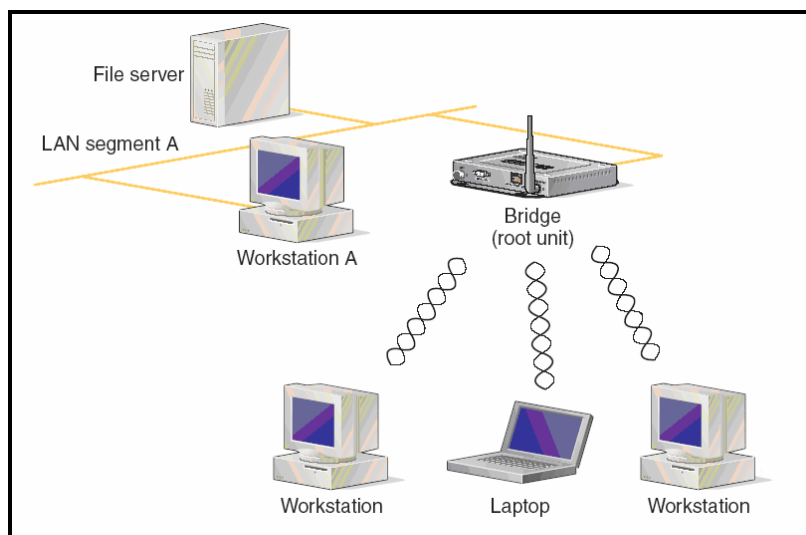 File server
LAN segment A
Workstation A
Bridge
(root unit)
Workstation
Laptop
Workstation